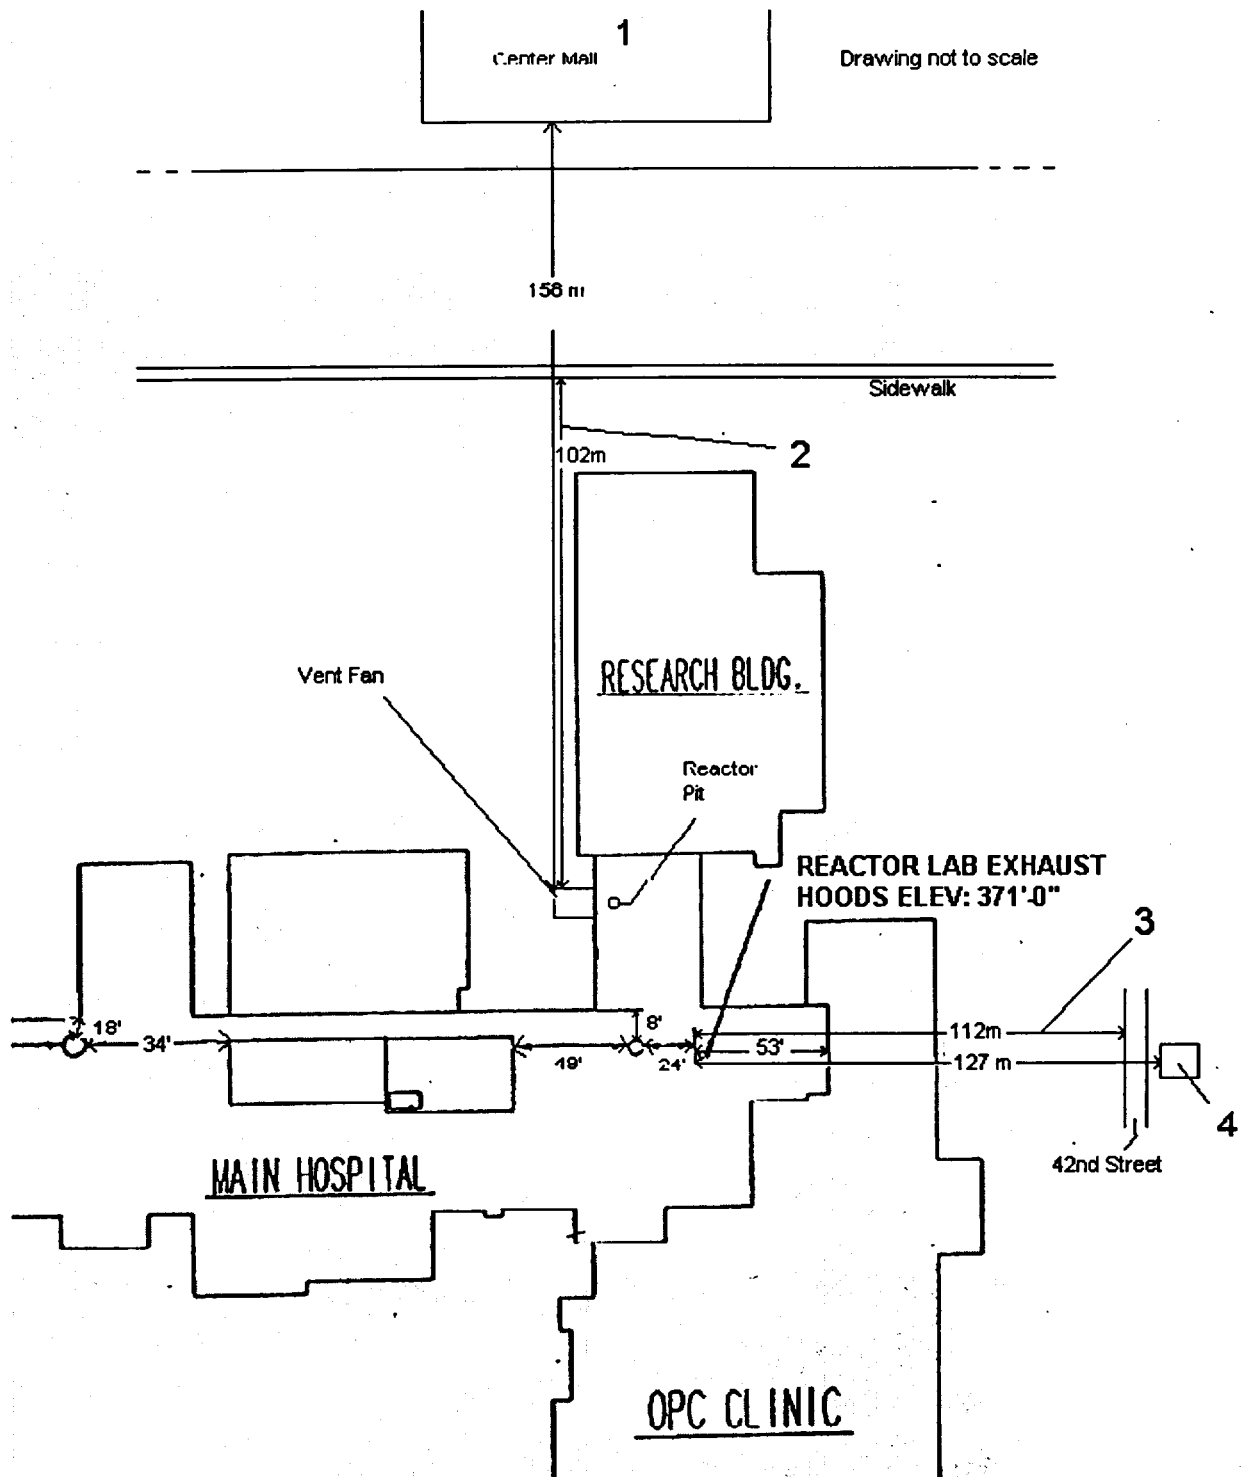 1
Center Mall
Drawing not to scale
156 m
Sidewalk
2
102m
Vent Fan
RESEARCH BLDG.
Reactor
Pit
REACTOR LAB EXHAUST
HOODS ELEV: 371'-0"
3
18'
34'
49'
8'
24'
53'
112m
127 m
4
42nd Street
MAIN HOSPITAL
OPC CLINIC